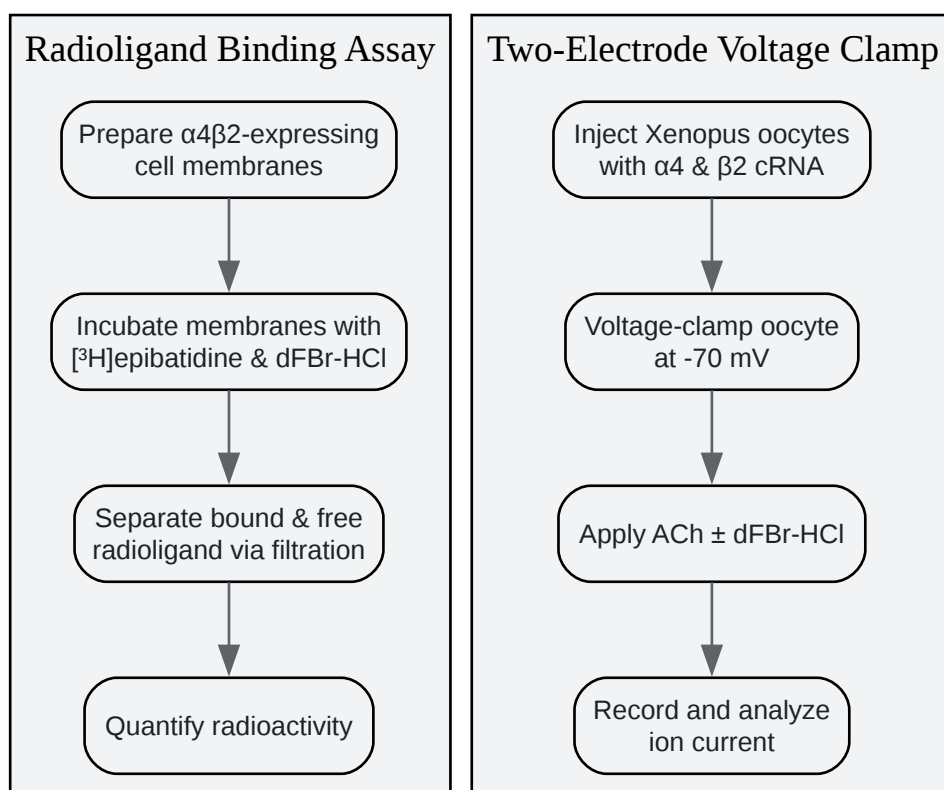 Radioligand Binding Assay
Prepare α4β2-expressing
cell membranes
Incubate membranes with
[³H]epibatidine & dFBr-HCl
Separate bound & free
radioligand via filtration
Quantify radioactivity
Two-Electrode Voltage Clamp
Inject Xenopus oocytes
with α4 & β2 cRNA
Voltage-clamp oocyte
at -70 mV
Apply ACh ± dFBr-HCl
Record and analyze
ion current